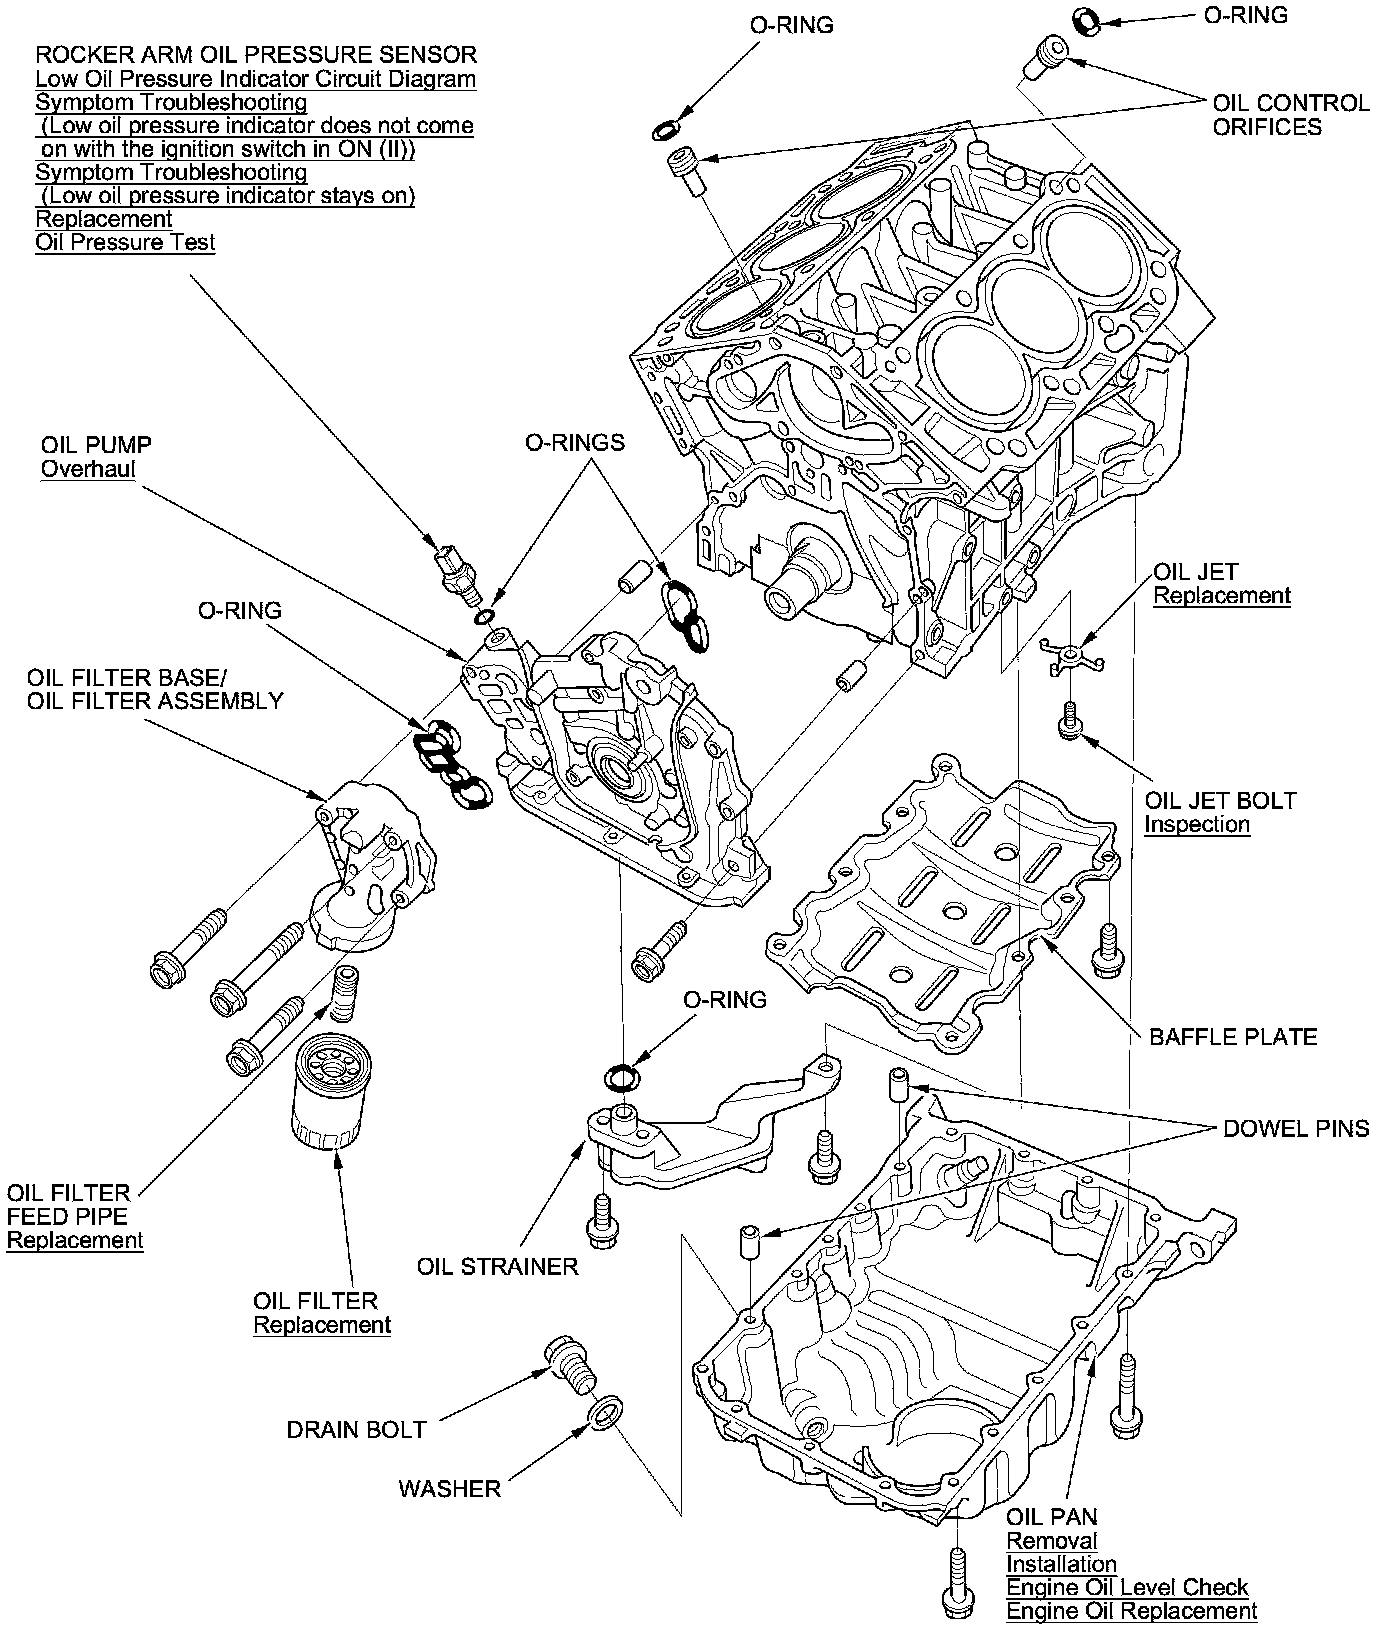 O-RING
O-RING
ROCKER ARM OIL PRESSURE SENSOR
Low Oil Pressure Indicator Circuit Diagram
Symptom Troubleshooting
(Low oil pressure indicator does not come
on with the ignition switch in ON (II))
Symptom Troubleshooting
(Low oil pressure indicator stays on)
Replacement
Oil Pressure Test
OIL CONTROL
ORIFICES
OIL PUMP
Overhaul
O-RINGS
OIL JET
Replacement
O-RING
OIL FILTER BASE/
OIL FILTER ASSEMBLY
OIL JET BOLT
Inspection
O-RING
BAFFLE PLATE
DOWEL PINS
OIL FILTER
FEED PIPE
Replacement
OIL STRAINER
OIL FILTER
Replacement
DRAIN BOLT
WASHER
OIL PAN
Removal
Installation
Engine Oil Level Check
Engine Oil Replacement